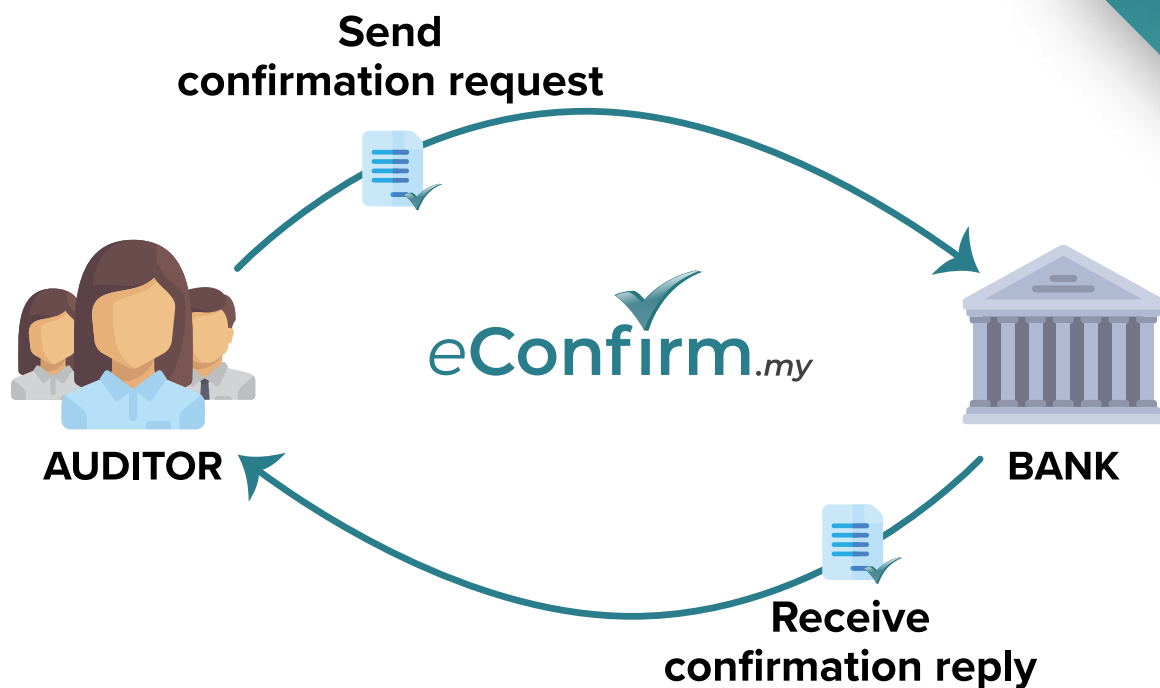 Send
confirmation request
eConfirm.my
AUDITOR
BANK
Receive
confirmation reply